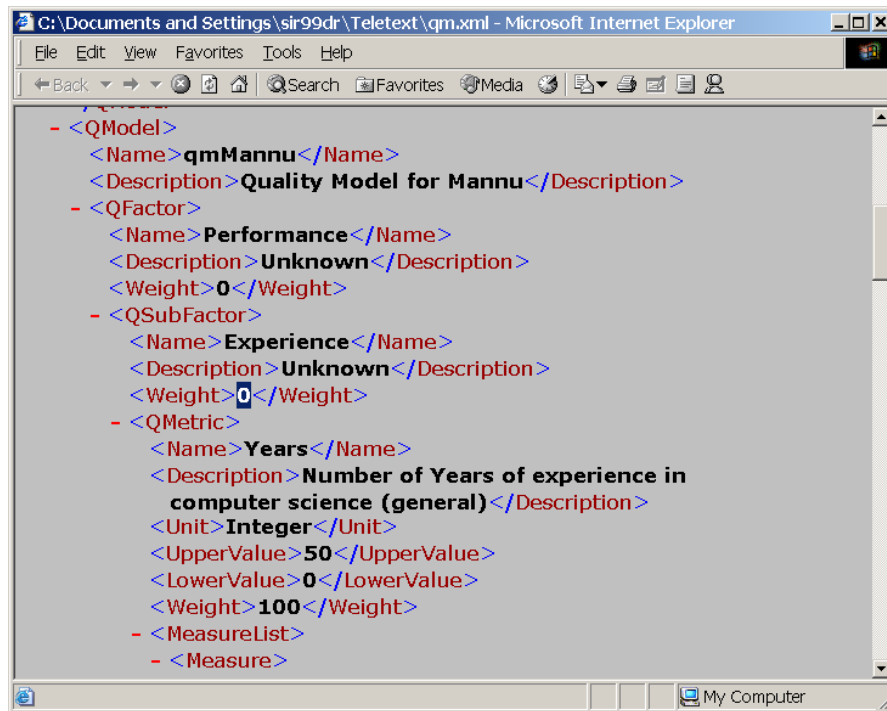 C:\Documents and Settings\sir99dr\Teletext\qm.xml - Microsoft Internet Explorer
File Edit View Favorites Tools Help
Back Search Favorites Media
- <QModel>
<Name>qmMannu</Name>
<Description>Quality Model for Mannu</Description>
- <QFactor>
<Name>Performance</Name>
<Description>Unknown</Description>
<Weight>0</Weight>
- <QSubFactor>
<Name>Experience</Name>
<Description>Unknown</Description>
<Weight>0</Weight>
- <QMetric>
<Name>Years</Name>
<Description>Number of Years of experience in
computer science (general)</Description>
<Unit>Integer</Unit>
<UpperValue>50</UpperValue>
<LowerValue>0</LowerValue>
<Weight>100</Weight>
- <MeasureList>
- <Measure>
My Computer